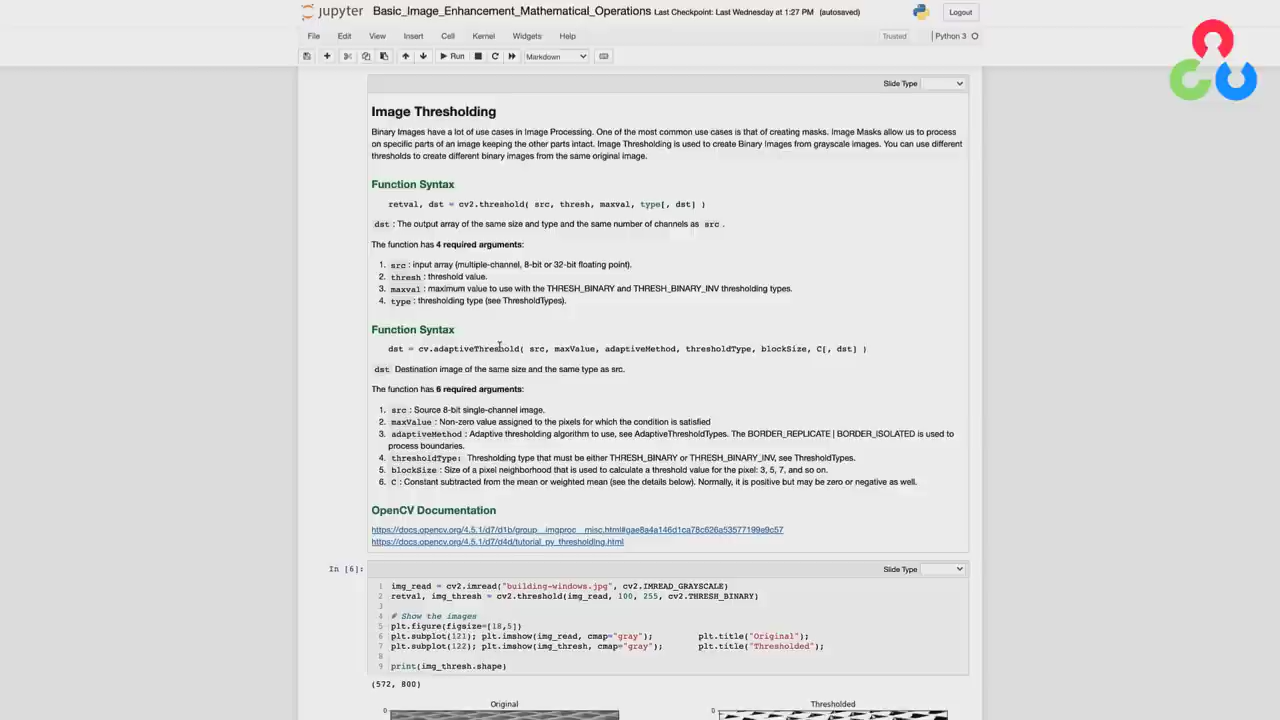 jupyter Basic_Image_Enhancement_Mathematical_Operations Last Checkpoint: Last Wednesday at 1:27 PM (autosaved) Logout
File Edit View Insert Cell Kernel Widgets Help Trusted Python 3
Run Markdown
Slide Type
Image Thresholding
Binary Images have a lot of use cases in Image Processing. One of the most common use cases is that of creating masks. Image Masks allow us to process
on specific parts of an image keeping the other parts intact. Image Thresholding is used to create Binary Images from grayscale images. You can use different
thresholds to create different binary images from the same original image.
Function Syntax
retval, dst = cv2.threshold( src, thresh, maxval, type[, dst] )
dst : The output array of the same size and type and the same number of channels as src .
The function has 4 required arguments:
1. src : input array (multiple-channel, 8-bit or 32-bit floating point).
2. thresh : threshold value.
3. maxval : maximum value to use with the THRESH_BINARY and THRESH_BINARY_INV thresholding types.
4. type : thresholding type (see ThresholdTypes).
Function Syntax
dst = cv.adaptiveThreshold( src, maxValue, adaptiveMethod, thresholdType, blockSize, C[, dst] )
dst Destination image of the same size and the same type as src.
The function has 6 required arguments:
1. src : Source 8-bit single-channel image.
2. maxValue : Non-zero value assigned to the pixels for which the condition is satisfied
3. adaptiveMethod : Adaptive thresholding algorithm to use, see AdaptiveThresholdTypes. The BORDER_REPLICATE | BORDER_ISOLATED is used to
process boundaries.
4. thresholdType: Thresholding type that must be either THRESH_BINARY or THRESH_BINARY_INV, see ThresholdTypes.
5. blockSize : Size of a pixel neighborhood that is used to calculate a threshold value for the pixel: 3, 5, 7, and so on.
6. C : Constant subtracted from the mean or weighted mean (see the details below). Normally, it is positive but may be zero or negative as well.
OpenCV Documentation
https://docs.opencv.org/4.5.1/d7/d1b/group__imgproc__misc.html#gae8a4a146d1ca78c626a53577199e9c57
https://docs.opencv.org/4.5.1/d7/d4d/tutorial_py_thresholding.html
In [6]: Slide Type
1 img_read = cv2.imread("building-windows.jpg", cv2.IMREAD_GRAYSCALE)
2 retval, img_thresh = cv2.threshold(img_read, 100, 255, cv2.THRESH_BINARY)
3
4 # Show the images
5 plt.figure(figsize=[18,5])
6 plt.subplot(121); plt.imshow(img_read, cmap="gray"); plt.title("Original");
7 plt.subplot(122); plt.imshow(img_thresh, cmap="gray"); plt.title("Thresholded");
8
9 print(img_thresh.shape)
(572, 800)
Original Thresholded
0 0